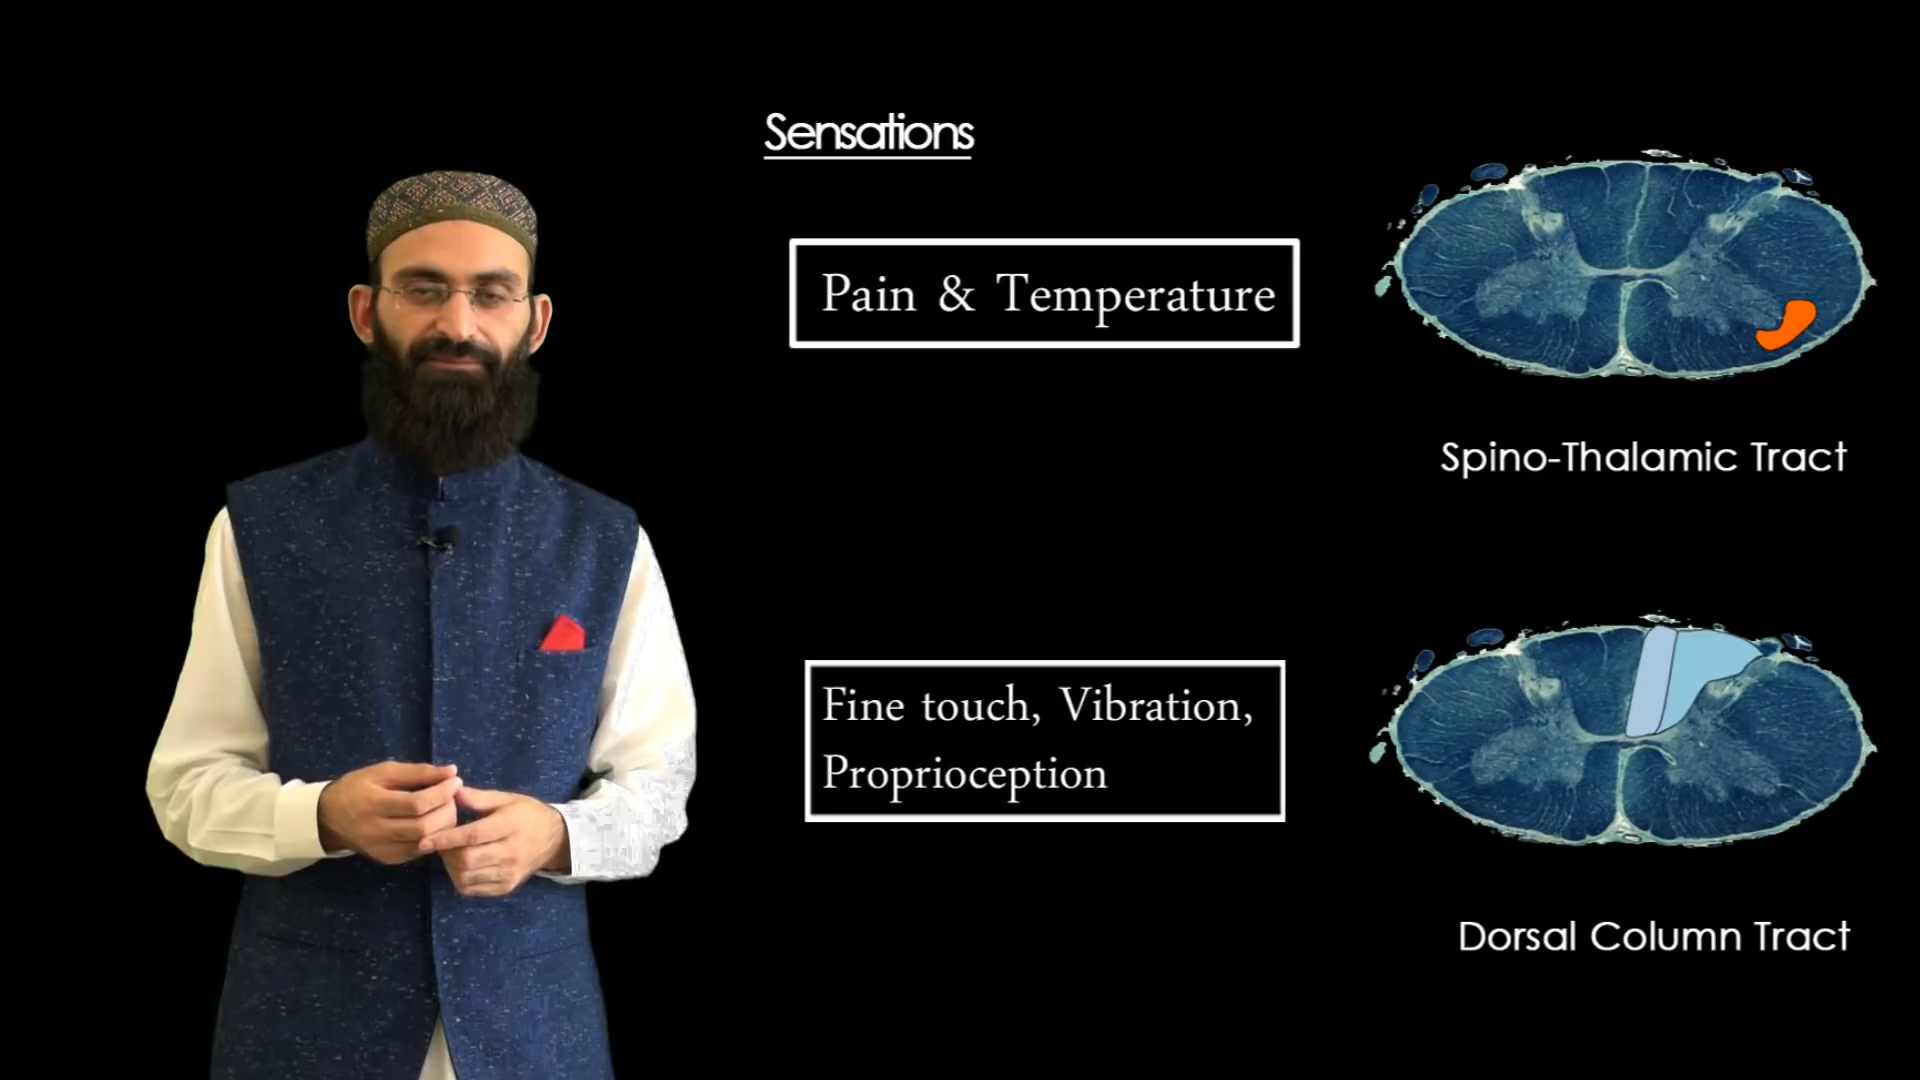 Sensations
Pain & Temperature
Spino-Thalamic Tract
Fine touch, Vibration,
Proprioception
Dorsal Column Tract